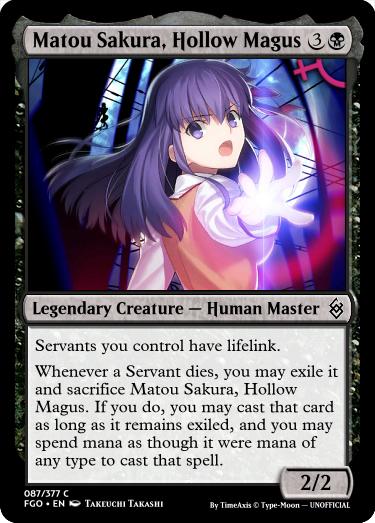 Matou Sakura, Hollow Magus 3
Legendary Creature — Human Master
Servants you control have lifelink.
Whenever a Servant dies, you may exile it
and sacrifice Matou Sakura, Hollow
Magus. If you do, you may cast that card
as long as it remains exiled, and you may
spend mana as though it were mana of
any type to cast that spell.
2/2
087/377 C
FGO • EN Takeuchi Takashi
By TimeAxis © Type-Moon — UNOFFICIAL